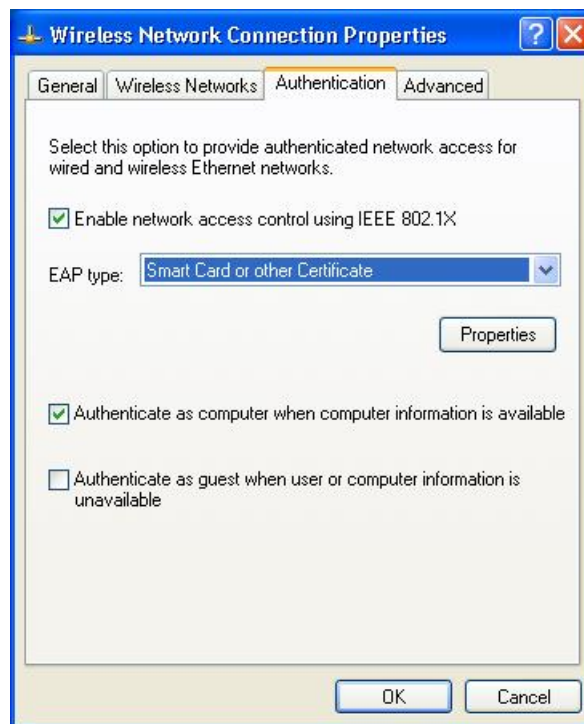 Wireless Network Connection Properties
General Wireless Networks Authentication Advanced
Select this option to provide authenticated network access for
wired and wireless Ethernet networks.
Enable network access control using IEEE 802.1X
EAP type: Smart Card or other Certificate
Properties
Authenticate as computer when computer information is available
Authenticate as guest when user or computer information is
unavailable
OK Cancel